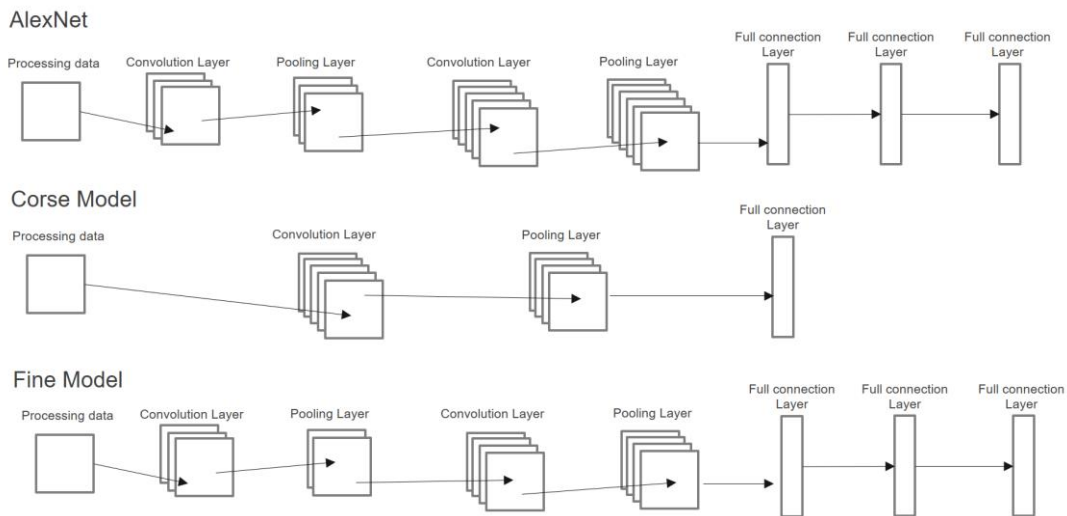 AlexNet
Processing data
Convolution Layer
Pooling Layer
Convolution Layer
Pooling Layer
Full connection
Layer
Full connection
Layer
Full connection
Layer
Corse Model
Processing data
Convolution Layer
Pooling Layer
Full connection
Layer
Fine Model
Processing data
Convolution Layer
Pooling Layer
Convolution Layer
Pooling Layer
Full connection
Layer
Full connection
Layer
Full connection
Layer